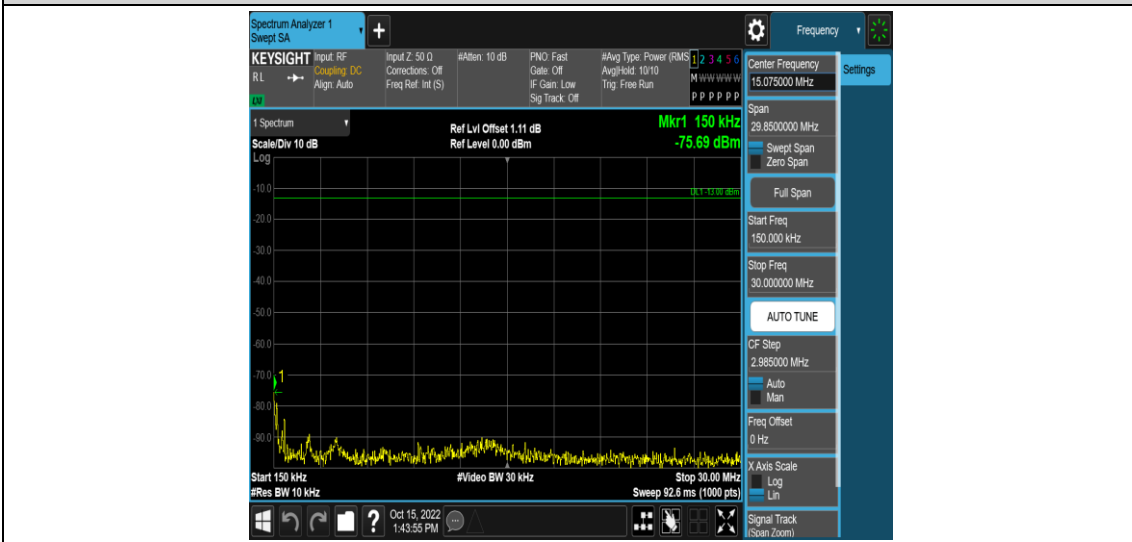 Spectrum Analyzer 1
Swept SA
+
Frequency
KEYSIGHT
RL
LXI
Input: RF
Coupling: DC
Align: Auto
Input Z: 50 Ω
Corrections: Off
Freq Ref: Int (S)
#Atten: 10 dB
PNO: Fast
Gate: Off
IF Gain: Low
Sig Track: Off
#Avg Type: Power (RMS
Avg|Hold: 10/10
Trig: Free Run
1 2 3 4 5 6
M W W W W W
P P P P P P
1 Spectrum
Scale/Div 10 dB
Log
Ref Lvl Offset 1.11 dB
Ref Level 0.00 dBm
Mkr1 150 kHz
-75.69 dBm
DL1 -13.00 dBm
-10.0
-20.0
-30.0
-40.0
-50.0
-60.0
-70.0
1
-80.0
-90.0
Start 150 kHz
#Video BW 30 kHz
Stop 30.00 MHz
#Res BW 10 kHz
Sweep 92.6 ms (1000 pts)
?
Oct 15, 2022
1:43:55 PM
Center Frequency
15.075000 MHz
Settings
Span
29.8500000 MHz
Swept Span
Zero Span
Full Span
Start Freq
150.000 kHz
Stop Freq
30.000000 MHz
AUTO TUNE
CF Step
2.985000 MHz
Auto
Man
Freq Offset
0 Hz
X Axis Scale
Log
Lin
Signal Track
(Span Zoom)